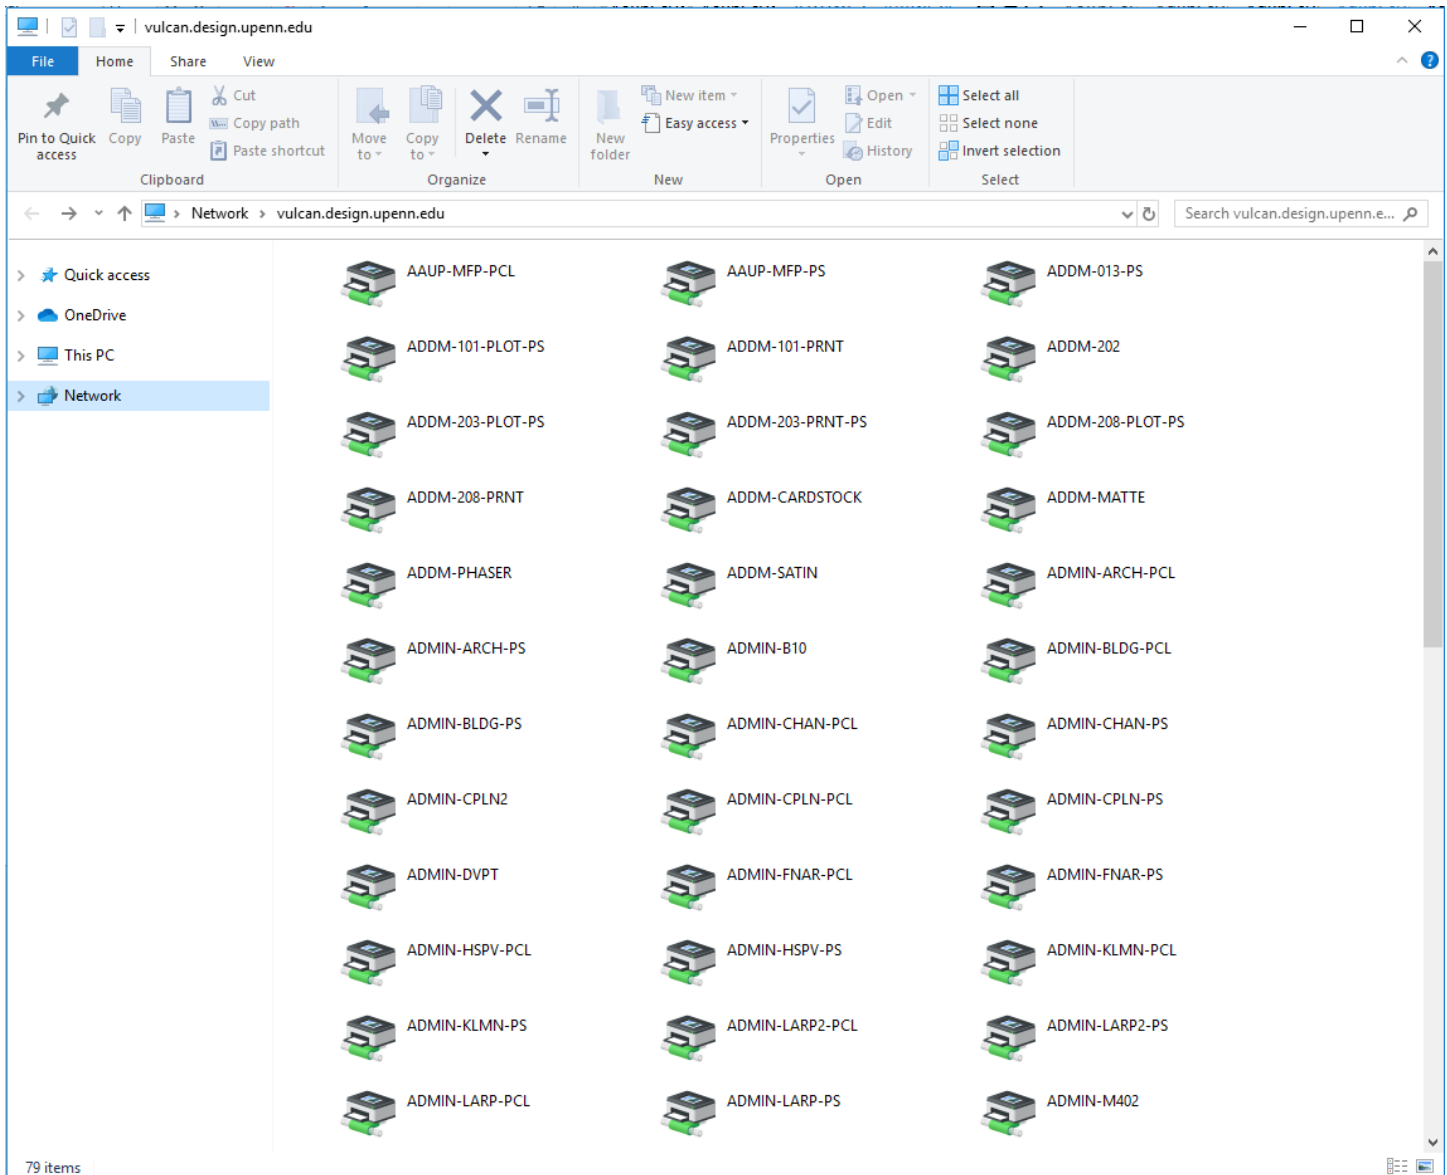 vulcan.design.upenn.edu
File Home Share View
Pin to Quick access
Copy
Paste
Cut
Copy path
Paste shortcut
Clipboard
Move to
Copy to
Delete
Rename
Organize
New folder
New item
Easy access
New
Properties
Open
Edit
History
Open
Select all
Select none
Invert selection
Select
Network > vulcan.design.upenn.edu
Search vulcan.design.upenn.e...
Quick access
OneDrive
This PC
Network
AAUP-MFP-PCL AAUP-MFP-PS ADDM-013-PS
ADDM-101-PLOT-PS ADDM-101-PRNT ADDM-202
ADDM-203-PLOT-PS ADDM-203-PRNT-PS ADDM-208-PLOT-PS
ADDM-208-PRNT ADDM-CARDSTOCK ADDM-MATTE
ADDM-PHASER ADDM-SATIN ADMIN-ARCH-PCL
ADMIN-ARCH-PS ADMIN-B10 ADMIN-BLDG-PCL
ADMIN-BLDG-PS ADMIN-CHAN-PCL ADMIN-CHAN-PS
ADMIN-CPLN2 ADMIN-CPLN-PCL ADMIN-CPLN-PS
ADMIN-DVPT ADMIN-FNAR-PCL ADMIN-FNAR-PS
ADMIN-HSPV-PCL ADMIN-HSPV-PS ADMIN-KLMN-PCL
ADMIN-KLMN-PS ADMIN-LARP2-PCL ADMIN-LARP2-PS
ADMIN-LARP-PCL ADMIN-LARP-PS ADMIN-M402
79 items